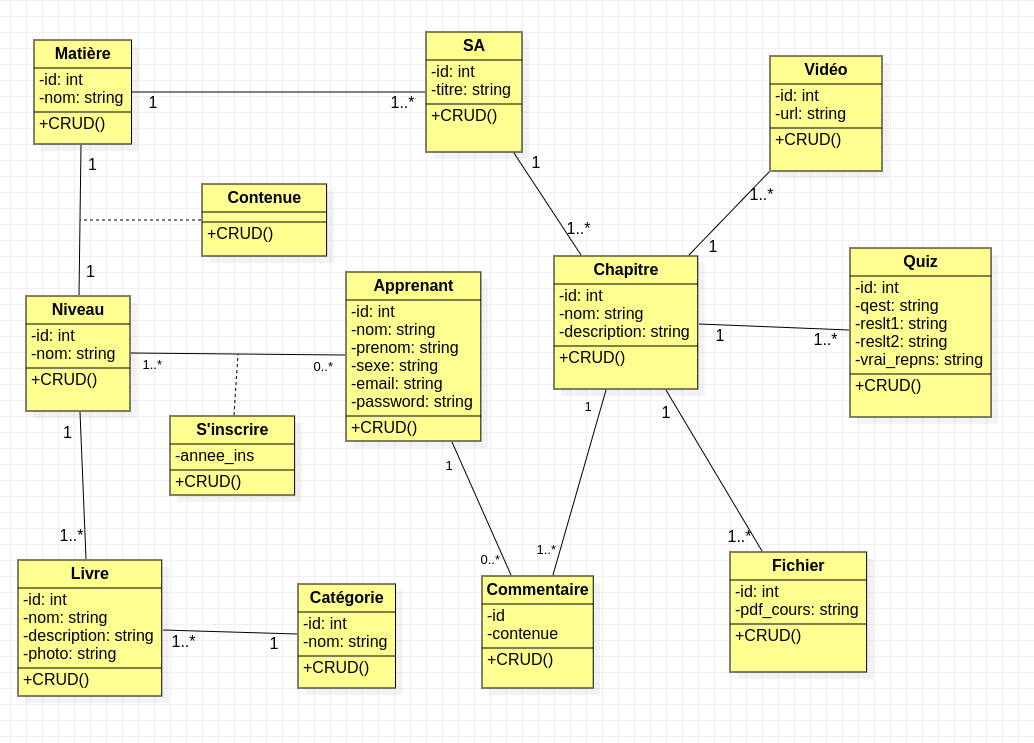 Matière
-id: int
-nom: string
+CRUD()
SA
-id: int
-titre: string
+CRUD()
Vidéo
-id: int
-url: string
+CRUD()
1
1..*
1
1
1..*
1..*
1
Contenue
+CRUD()
1
Niveau
-id: int
-nom: string
+CRUD()
Apprenant
-id: int
-nom: string
-prenom: string
-sexe: string
-email: string
-password: string
+CRUD()
Chapitre
-id: int
-nom: string
-description: string
+CRUD()
Quiz
-id: int
-qest: string
-reslt1: string
-reslt2: string
-vrai_repns: string
+CRUD()
1
1..*
1..*
0..*
S'inscrire
-annee_ins
+CRUD()
1
1
1
1
1..*
0..*
1..*
1..*
Livre
-id: int
-nom: string
-description: string
-photo: string
+CRUD()
1..*
1
Catégorie
-id: int
-nom: string
+CRUD()
Commentaire
-id
-contenue
+CRUD()
Fichier
-id: int
-pdf_cours: string
+CRUD()